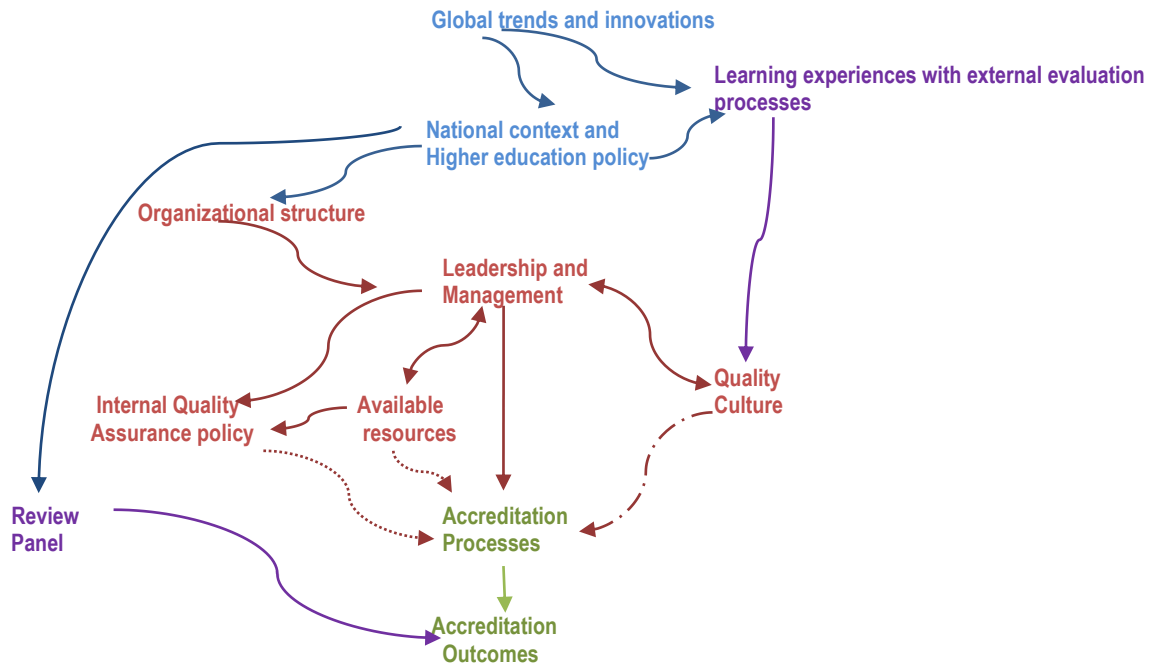 Global trends and innovations
Learning experiences with external evaluation
processes
National context and
Higher education policy
Organizational structure
Leadership and
Management
Quality
Culture
Internal Quality
Assurance policy
Available
resources
Review
Panel
Accreditation
Processes
Accreditation
Outcomes